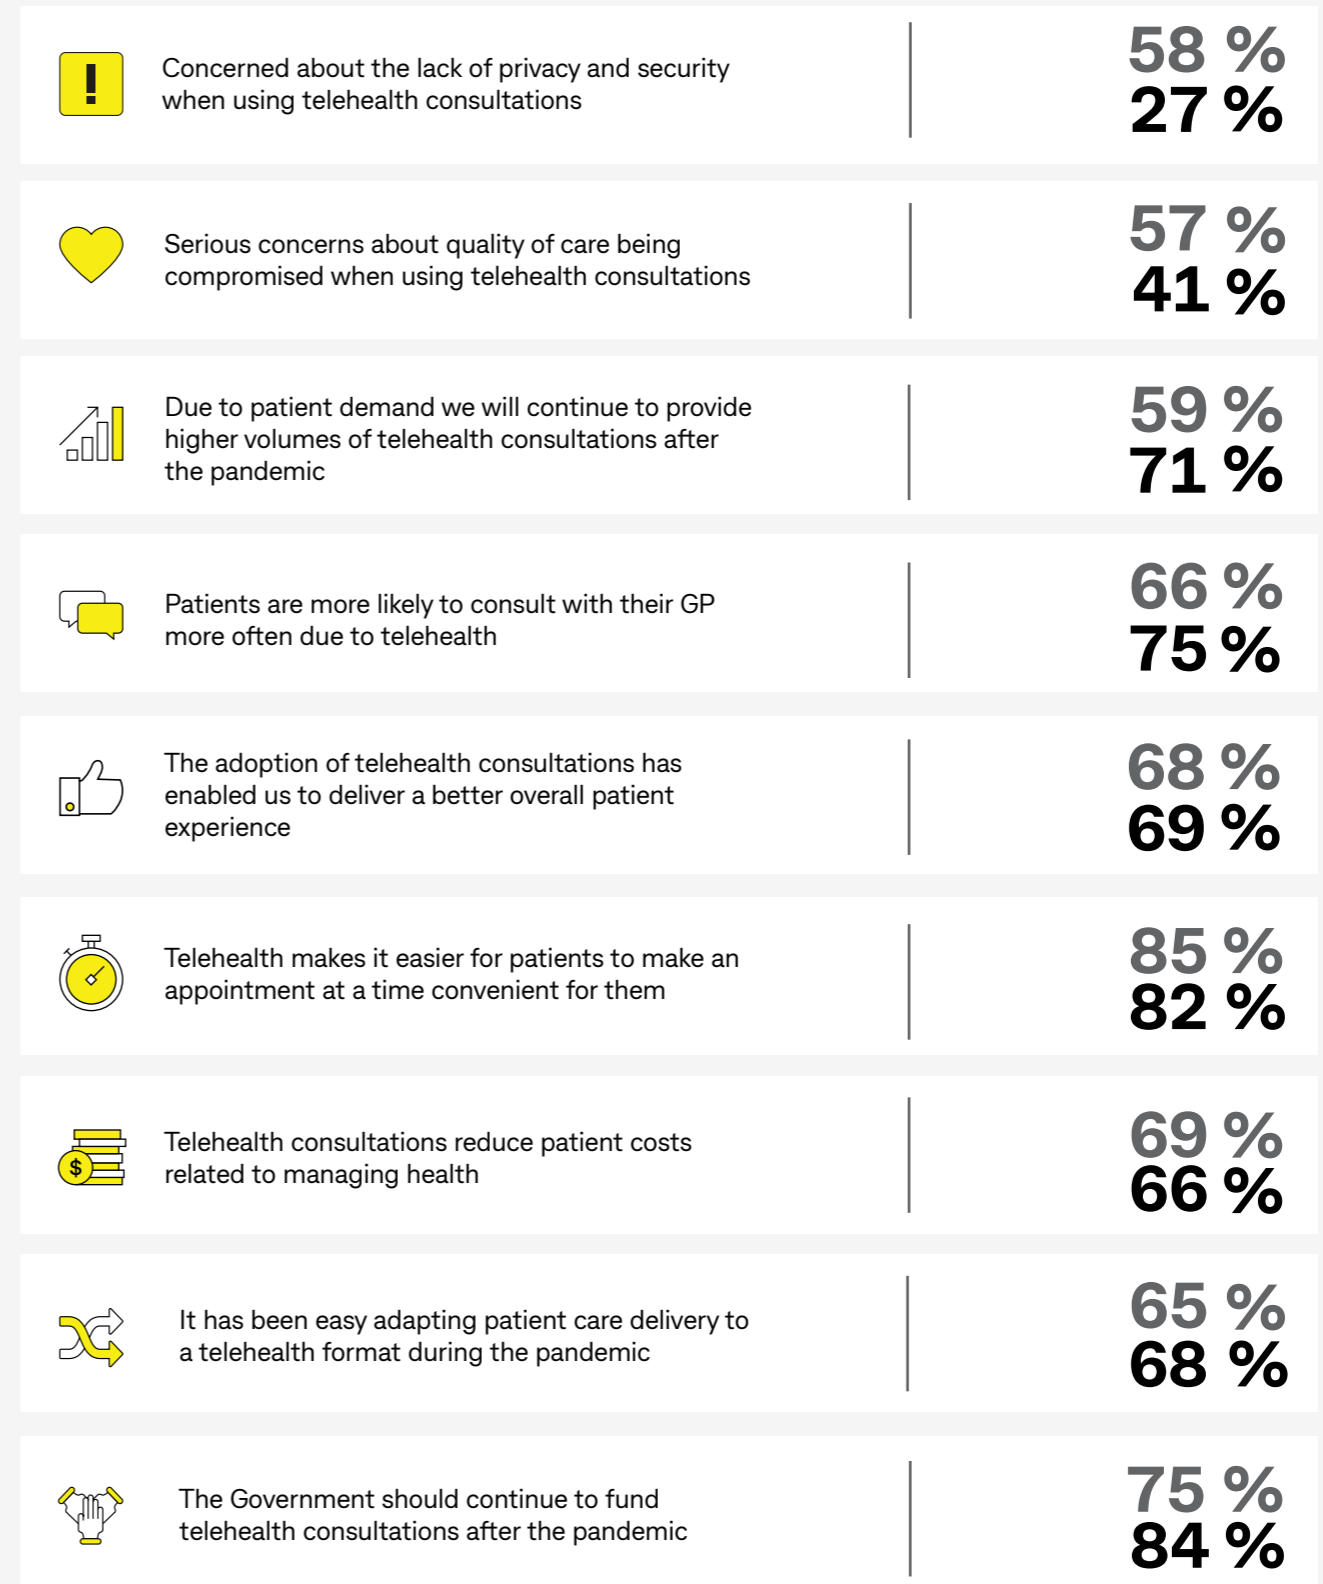 !
Concerned about the lack of privacy and security
when using telehealth consultations
58 %
27 %
Serious concerns about quality of care being
compromised when using telehealth consultations
57 %
41 %
Due to patient demand we will continue to provide
higher volumes of telehealth consultations after
the pandemic
59 %
71 %
Patients are more likely to consult with their GP
more often due to telehealth
66 %
75 %
The adoption of telehealth consultations has
enabled us to deliver a better overall patient
experience
68 %
69 %
Telehealth makes it easier for patients to make an
appointment at a time convenient for them
85 %
82 %
$
Telehealth consultations reduce patient costs
related to managing health
69 %
66 %
It has been easy adapting patient care delivery to
a telehealth format during the pandemic
65 %
68 %
The Government should continue to fund
telehealth consultations after the pandemic
75 %
84 %